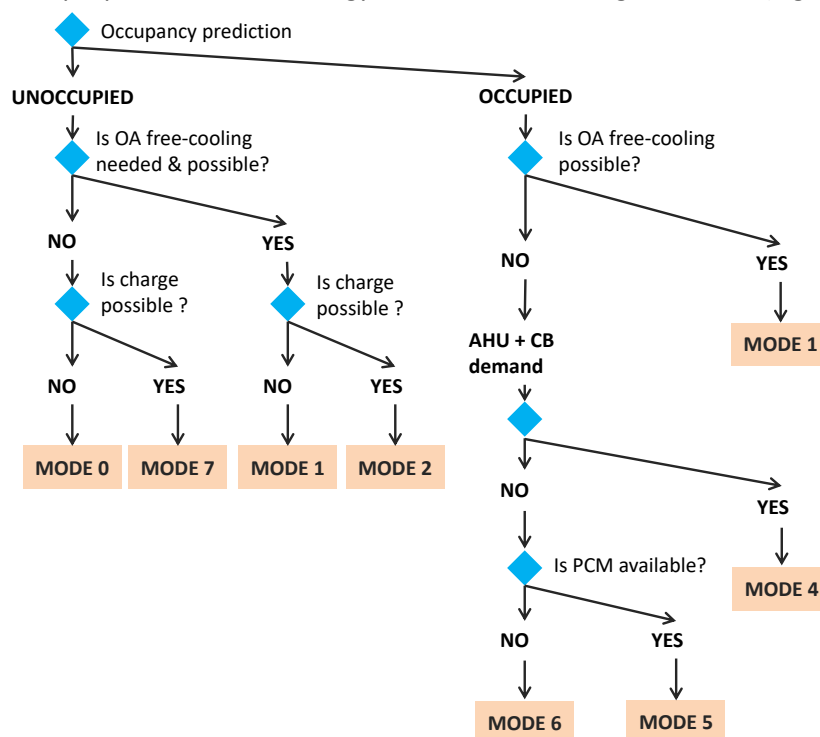 Occupancy prediction
UNOCCUPIED
OCCUPIED
Is OA free-cooling
needed & possible?
Is OA free-cooling
possible?
NO
YES
NO
YES
Is charge
possible ?
Is charge
possible ?
AHU + CB
demand
MODE 1
NO
YES
NO
YES
MODE 0
MODE 7
MODE 1
MODE 2
NO
YES
Is PCM available?
MODE 4
NO
YES
MODE 6
MODE 5